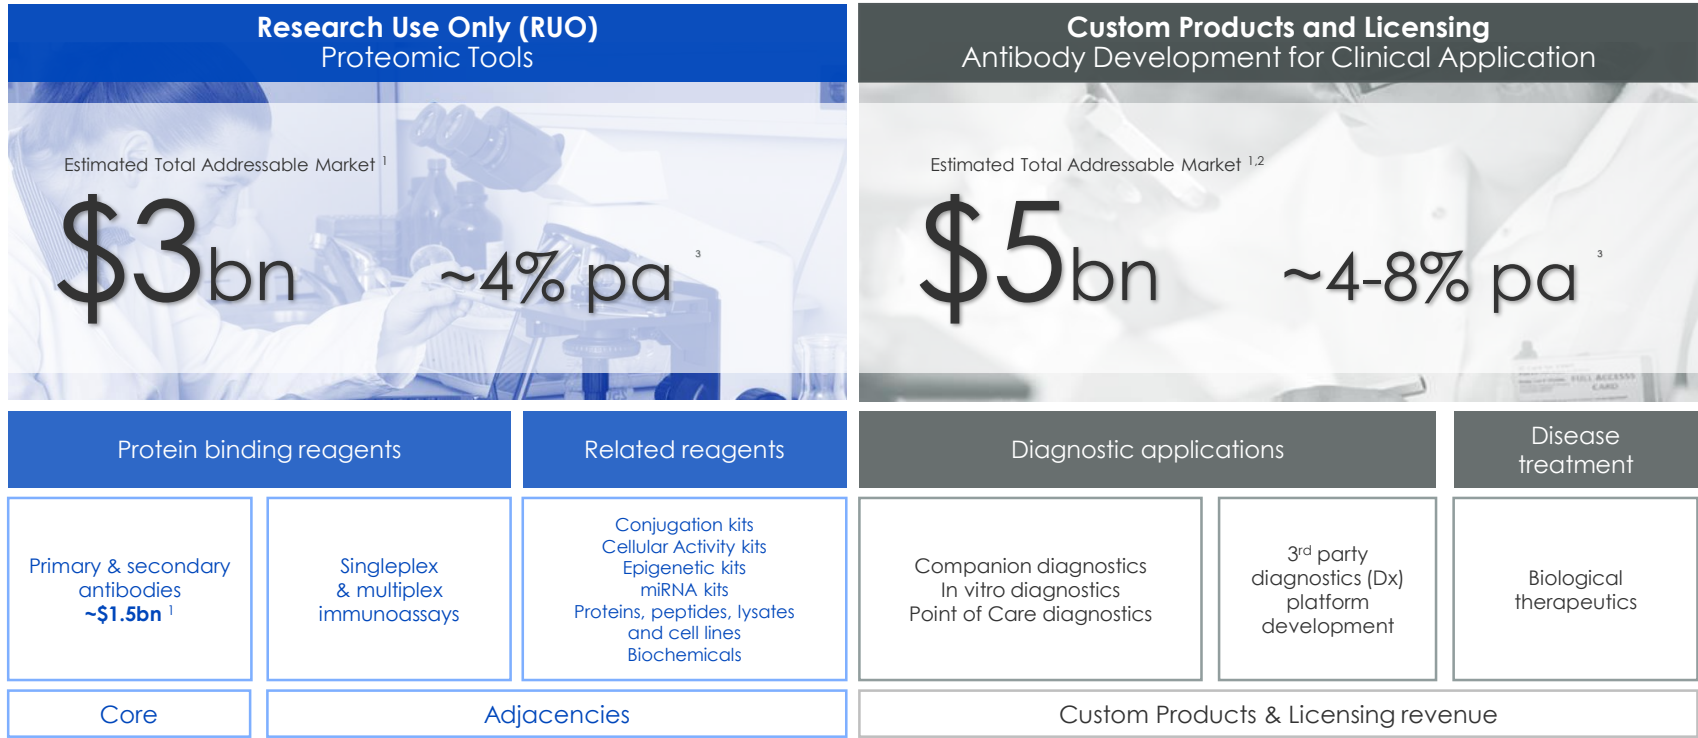 Research Use Only (RUO)
Proteomic Tools
Estimated Total Addressable Market 1
$3bn
~4% pa 3
Custom Products and Licensing
Antibody Development for Clinical Application
Estimated Total Addressable Market 1,2
$5bn
~4-8% pa 3
FULL ACCESSS
CARD
Protein binding reagents
Related reagents
Primary & secondary
antibodies
~$1.5bn 1
Singleplex
& multiplex
immunoassays
Conjugation kits
Cellular Activity kits
Epigenetic kits
miRNA kits
Proteins, peptides, lysates
and cell lines
Biochemicals
Core
Adjacencies
Diagnostic applications
Disease
treatment
Companion diagnostics
In vitro diagnostics
Point of Care diagnostics
3rd party
diagnostics (Dx)
platform
development
Biological
therapeutics
Custom Products & Licensing revenue